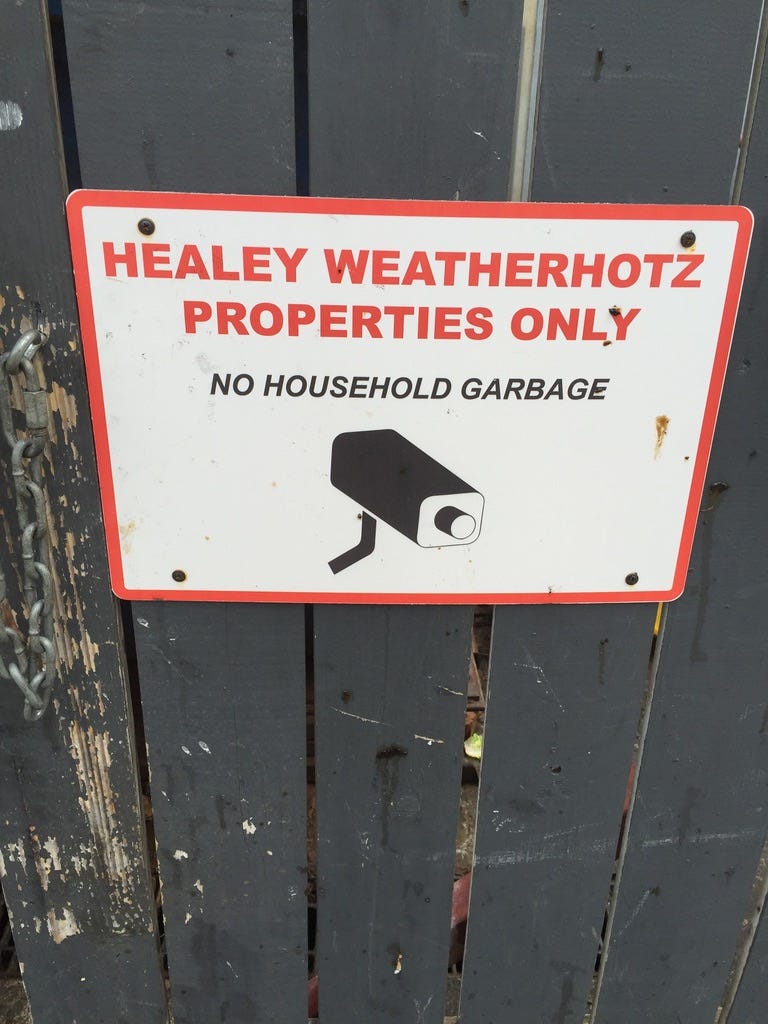 HEALEY WEATHERHOTZ
PROPERTIES ONLY
NO HOUSEHOLD GARBAGE